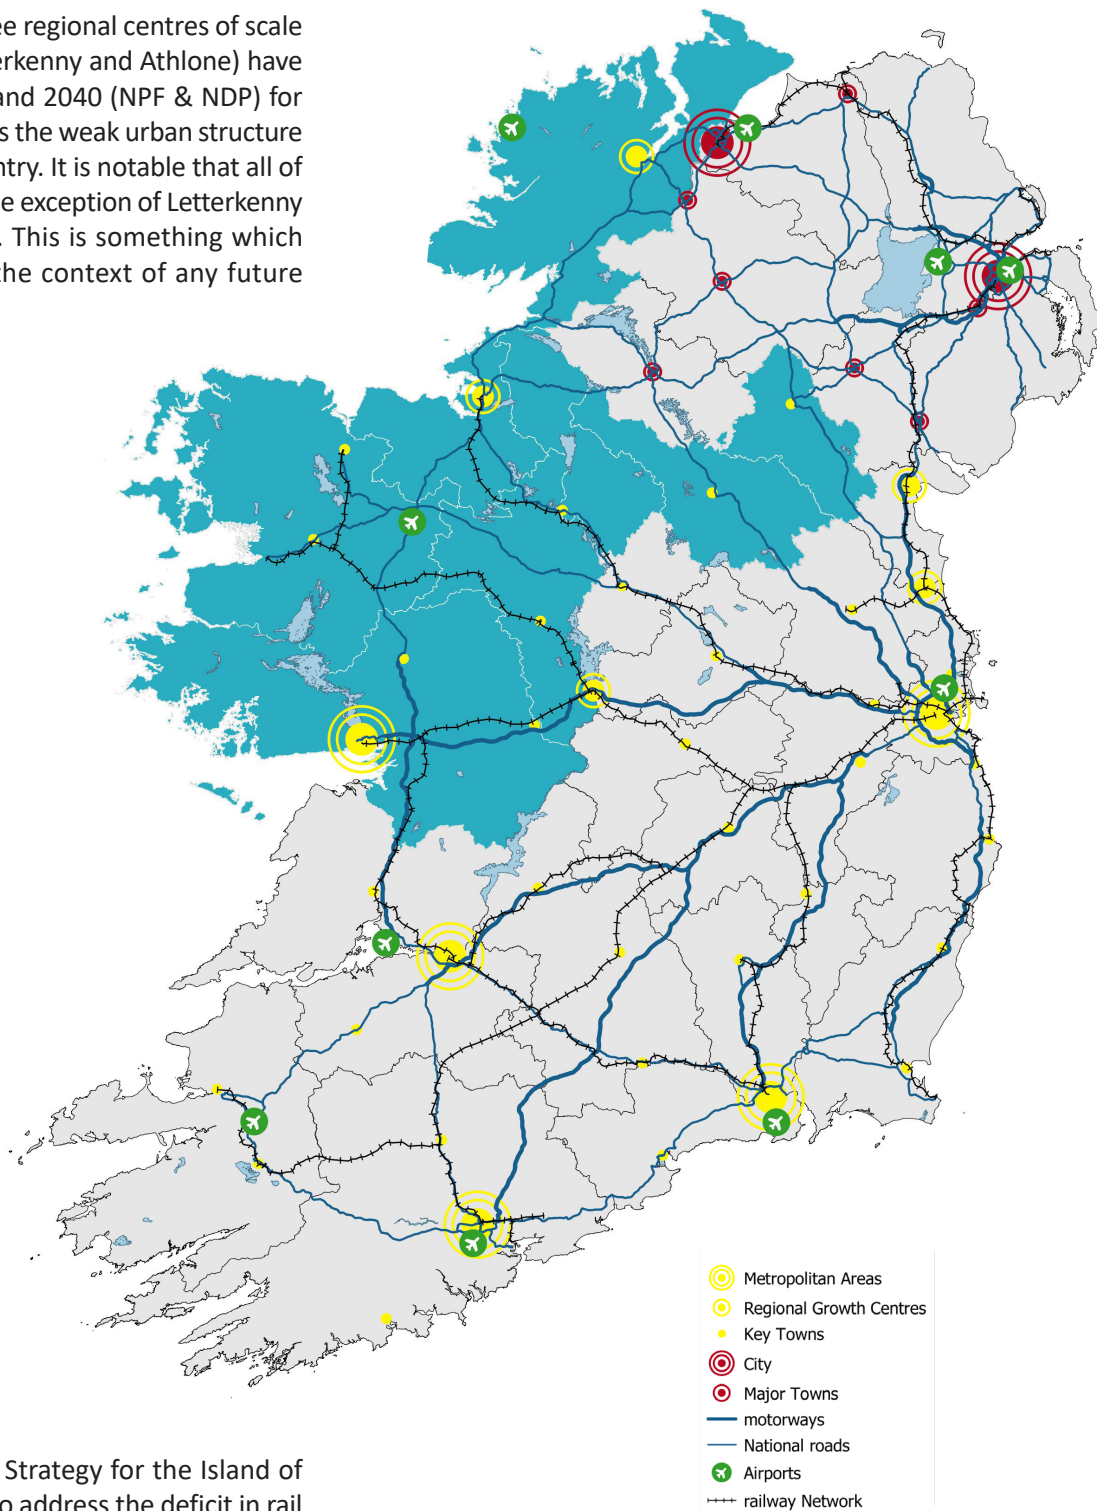 ee regional centres of scale
erkenny and Athlone) have
and 2040 (NPF & NDP) for
s the weak urban structure
ntry. It is notable that all of
e exception of Letterkenny
. This is something which
the context of any future
Metropolitan Areas
Regional Growth Centres
Key Towns
City
Major Towns
motorways
National roads
Airports
railway Network
Strategy for the Island of
o address the deficit in rail